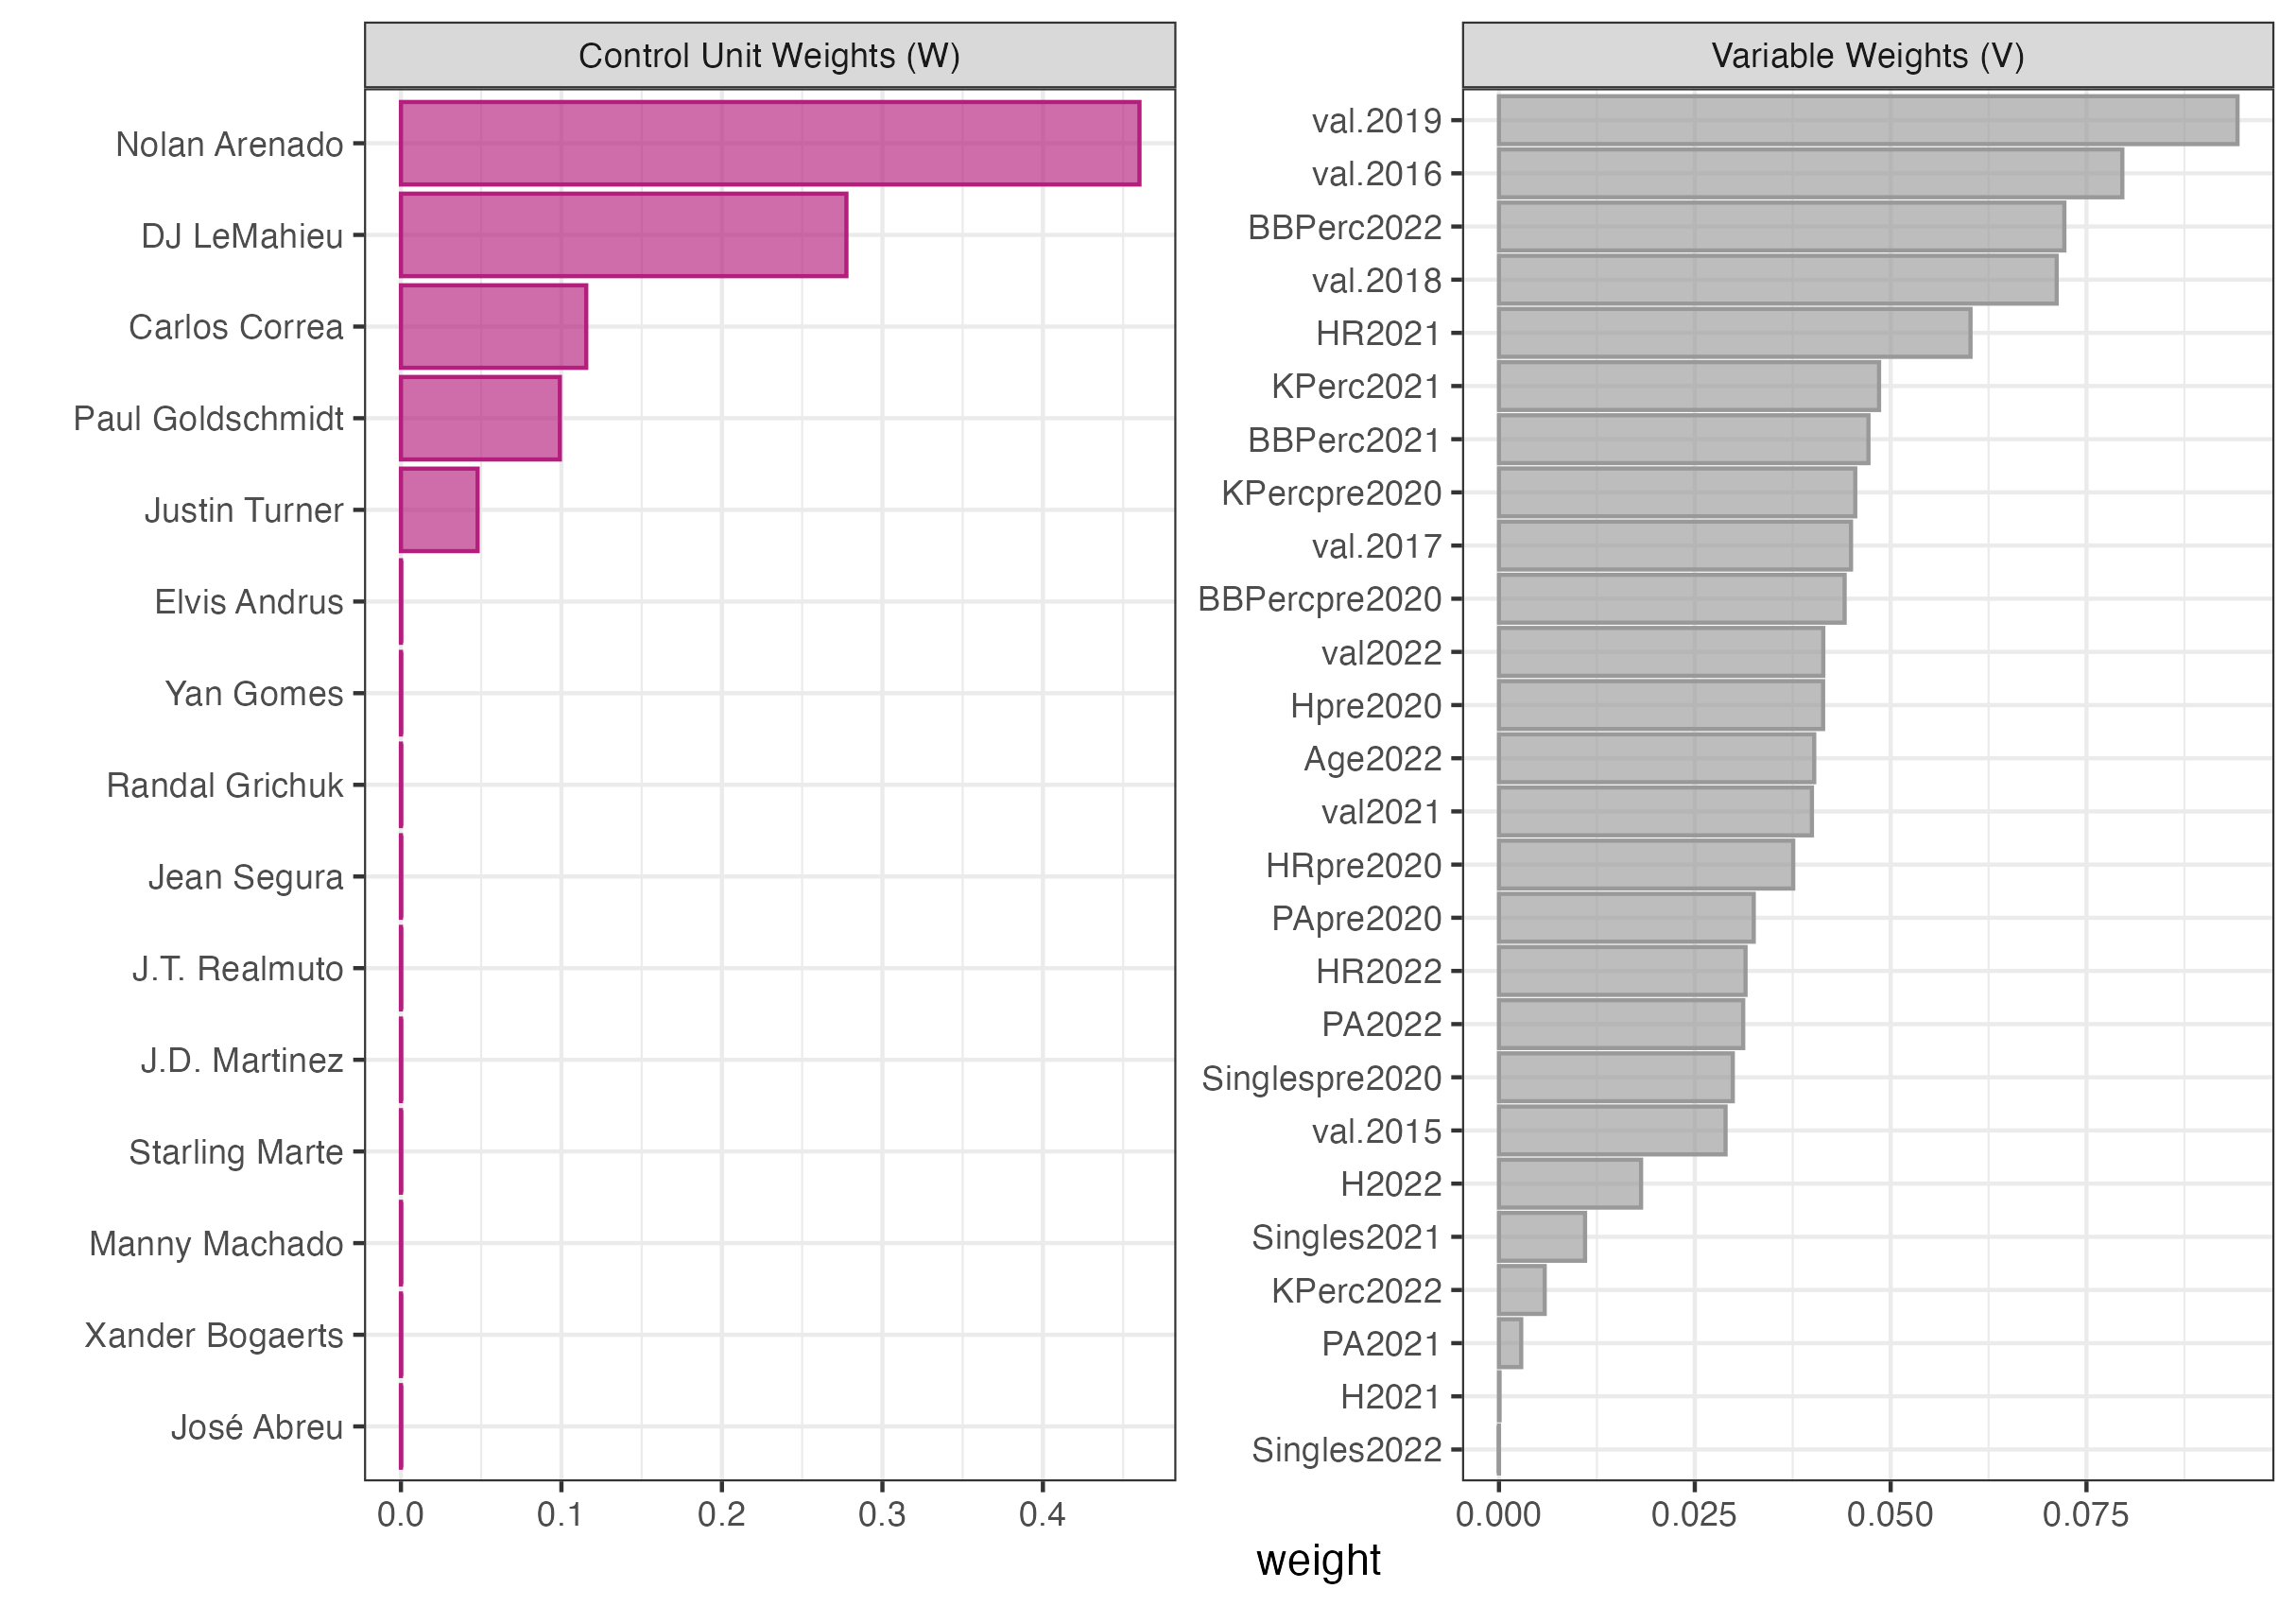 Control Unit Weights (W)
Nolan Arenado
DJ LeMahieu
Carlos Correa
Paul Goldschmidt
Justin Turner
Elvis Andrus
Yan Gomes
Randal Grichuk
Jean Segura
J.T. Realmuto
J.D. Martinez
Starling Marte
Manny Machado
Xander Bogaerts
José Abreu
0.0 0.1 0.2 0.3 0.4
Variable Weights (V)
val.2019
val.2016
BBPerc2022
val.2018
HR2021
KPerc2021
BBPerc2021
KPercpre2020
val.2017
BBPercpre2020
val2022
Hpre2020
Age2022
val2021
HRpre2020
PApre2020
HR2022
PA2022
Singlespre2020
val.2015
H2022
Singles2021
KPerc2022
PA2021
H2021
Singles2022
0.000 0.025 0.050 0.075
weight